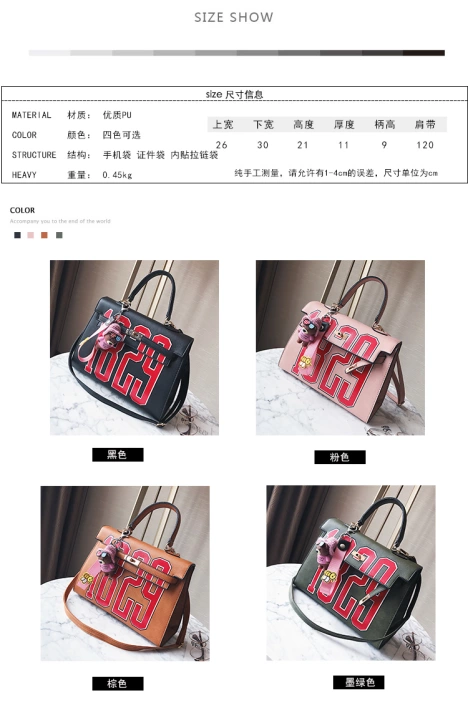 SIZE SHOW
size 尺寸信息
MATERIAL 材质： 优质PU
COLOR 颜色： 四色可选
STRUCTURE 结构： 手机袋 证件袋 内贴拉链袋
HEAVY 重量： 0.45kg
上宽 下宽 高度 厚度 柄高 肩带
26 30 21 11 9 120
纯手工测量，请允许有1-4cm的误差，尺寸单位为cm
COLOR
Accompany you to the end of the world
1029
黑色
1029
粉色
1029
棕色
1029
墨绿色